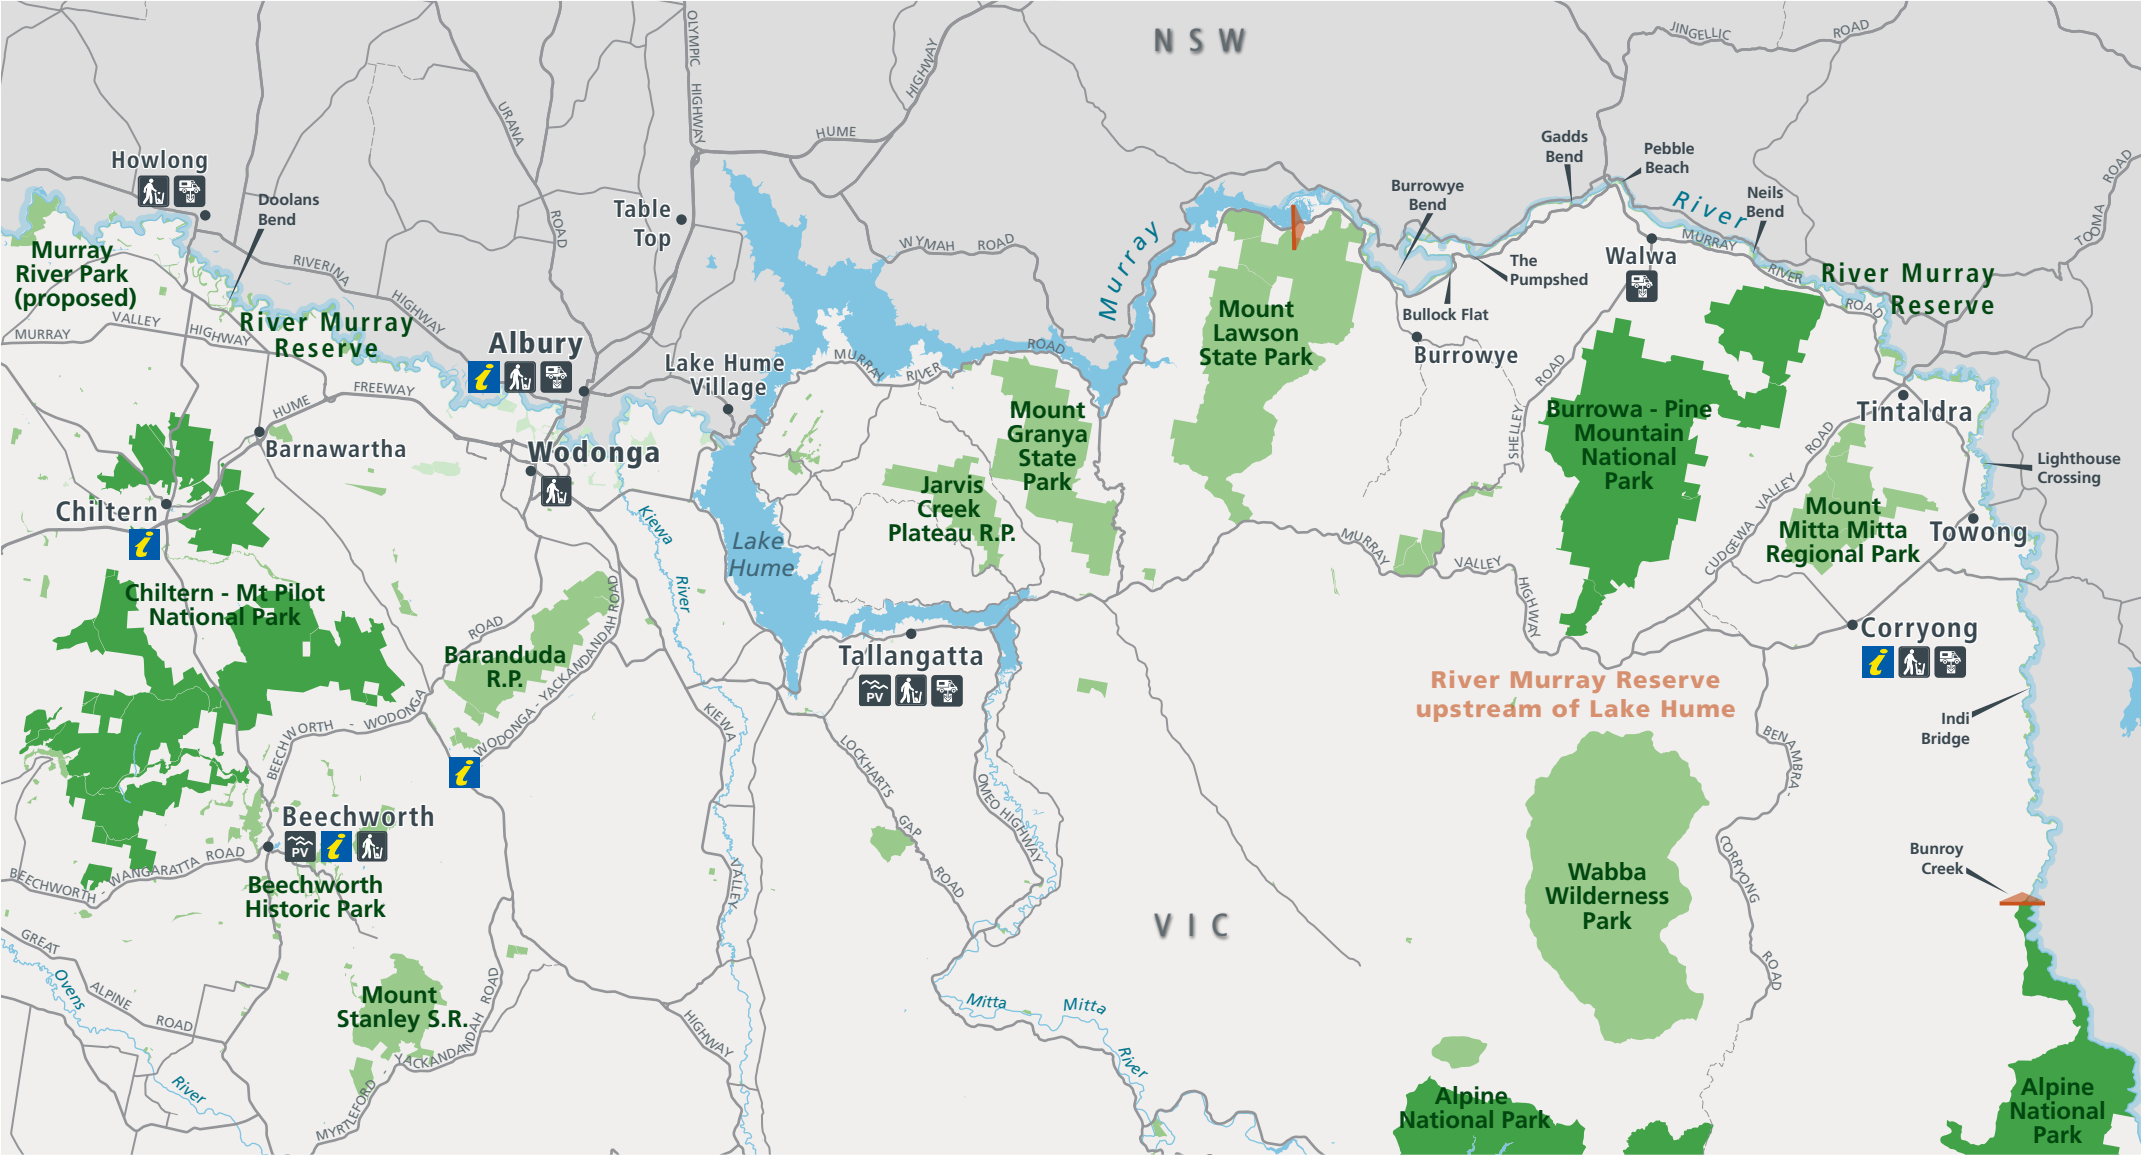 NSW
JINGELLIC
ROAD
OLYMPIC
HIGHWAY
HIGHWAY
HUME
URANA
ROAD
Howlong
Doolans
Bend
Table
Top
Murray
River Park
(proposed)
RIVERINA
HIGHWAY
WYMAH ROAD
Murray
Burrowye
Bend
Gadds
Bend
Pebble
Beach
River
Neils
Bend
ROAD
TOOMA
The
Pumpshed
Walwa
MURRAY
RIVER
ROAD
River Murray
Reserve
Bullock Flat
Burrowye
MURRAY
VALLEY
HIGHWAY
River Murray
Reserve
Albury
i
Lake Hume
Village
MURRAY
RIVER
ROAD
FREEWAY
HUME
Barnawartha
Wodonga
Chiltern
i
Mount
Lawson
State Park
Mount
Granya
State
Park
Jarvis
Creek
Plateau R.P.
Lake
Hume
Kiewa
River
ROAD
SHELLEY
Burrowa - Pine
Mountain
National
Park
Tintaldra
ROAD
VALLEY
CUDGEWA
Mount
Mitta Mitta
Regional Park
Lighthouse
Crossing
Towong
MURRAY
VALLEY
HIGHWAY
Corryong
i
Chiltern - Mt Pilot
National Park
ROAD
Baranduda
R.P.
WODONGA - YACKANDANDAH ROAD
BEECHWORTH - WODONGA
i
Tallangatta
PV
KIEWA
VALLEY
HIGHWAY
LOCKHARTS
GAP
ROAD
OMEO HIGHWAY
River Murray Reserve
upstream of Lake Hume
BENAMBRA -
CORRYONG
ROAD
Indi
Bridge
Bunroy
Creek
Beechworth
PV
i
BEECHWORTH - WANGARATTA ROAD
Beechworth
Historic Park
Wabba
Wilderness
Park
VIC
GREAT
ALPINE
ROAD
Ovens
River
Mount
Stanley S.R.
MYRTLEFORD - YACKANDANDAH ROAD
Mitta
Mitta
River
Alpine
National Park
Alpine
National
Park